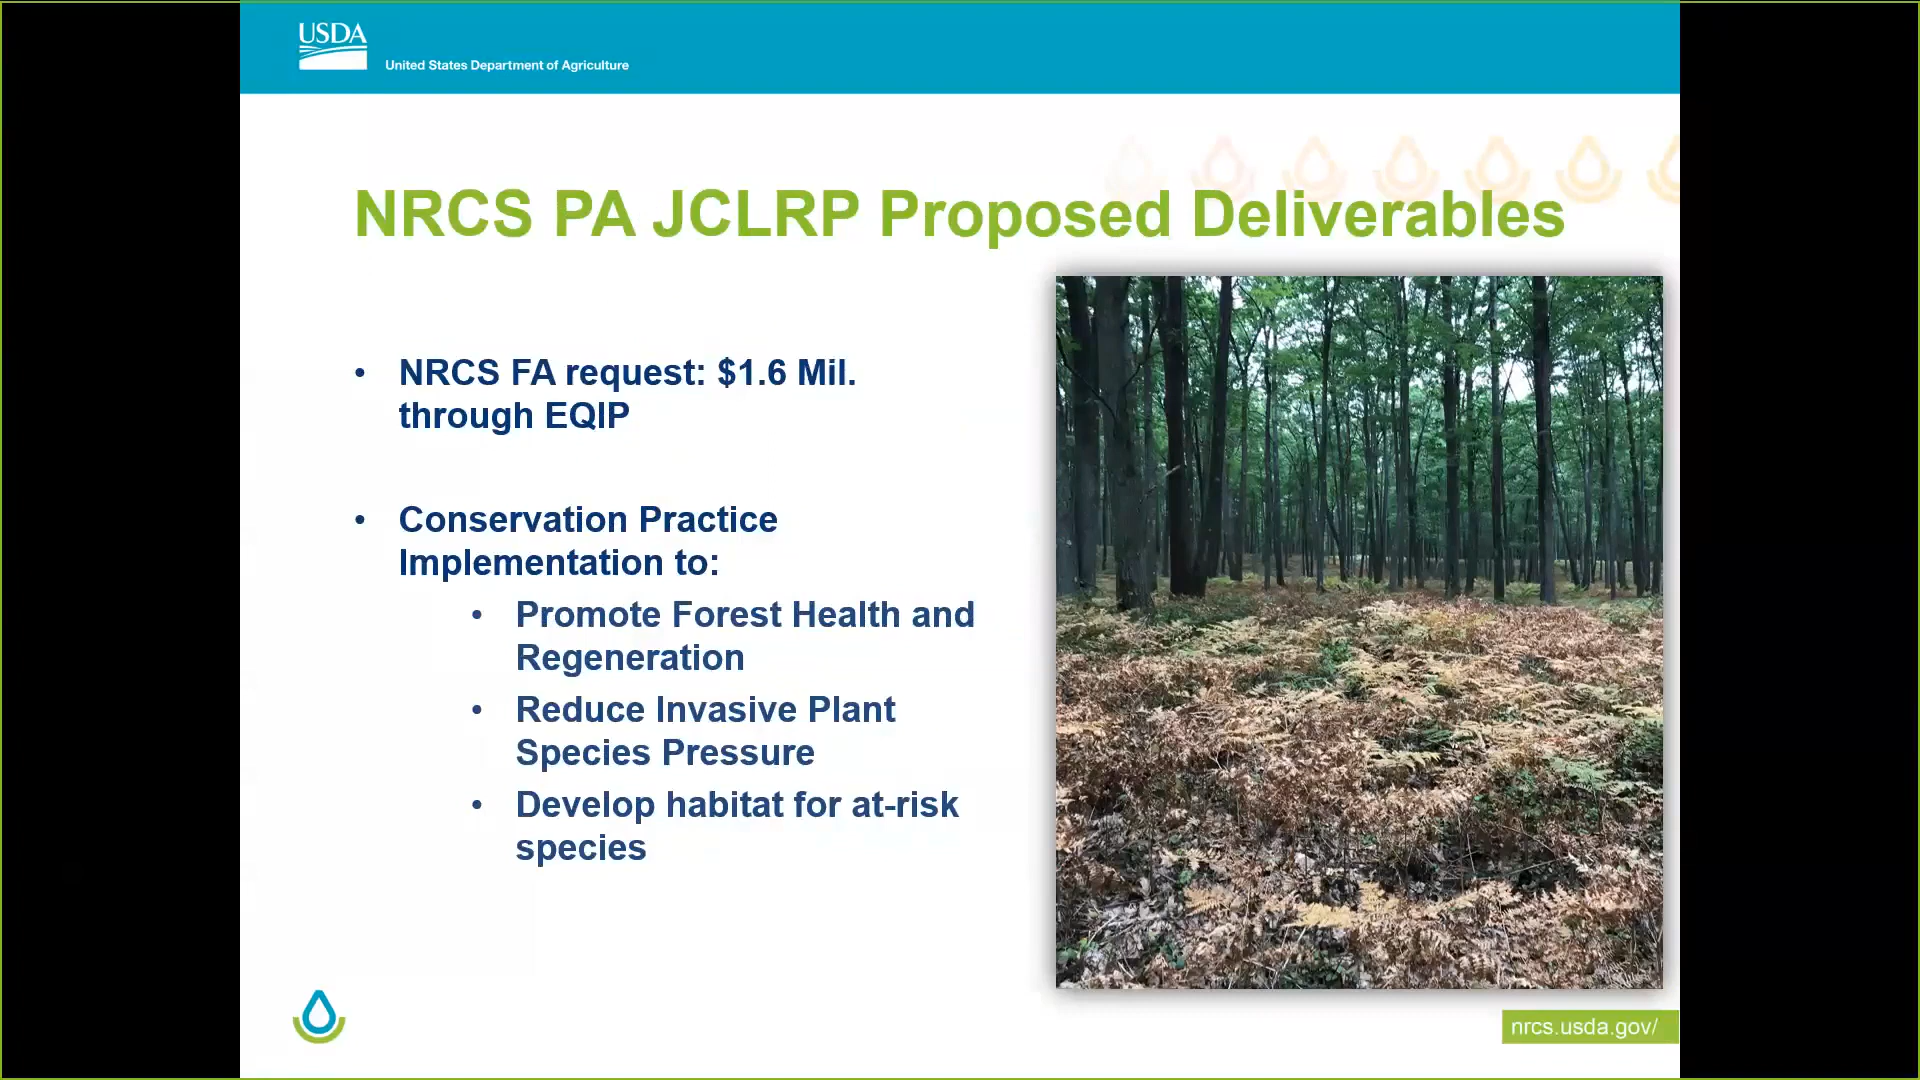 USDA
United States Department of Agriculture
NRCS PA JCLRP Proposed Deliverables
• NRCS FA request: $1.6 Mil.
through EQIP
• Conservation Practice
Implementation to:
• Promote Forest Health and
Regeneration
• Reduce Invasive Plant
Species Pressure
• Develop habitat for at-risk
species
nrcs.usda.gov/